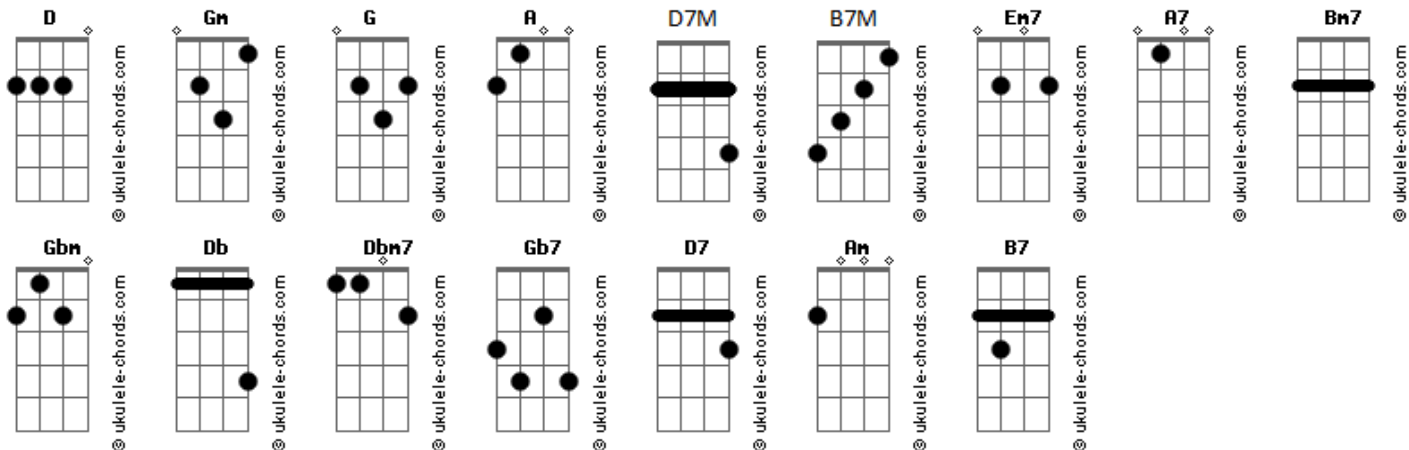 D Gm G A D7M B7M Em7 A7 Bm7
© ukulele-chords.com © ukulele-chords.com © ukulele-chords.com © ukulele-chords.com © ukulele-chords.com © ukulele-chords.com © ukulele-chords.com © ukulele-chords.com © ukulele-chords.com
Gbm Db Dbm7 Gb7 D7 Am B7
© ukulele-chords.com © ukulele-chords.com © ukulele-chords.com © ukulele-chords.com © ukulele-chords.com © ukulele-chords.com © ukulele-chords.com